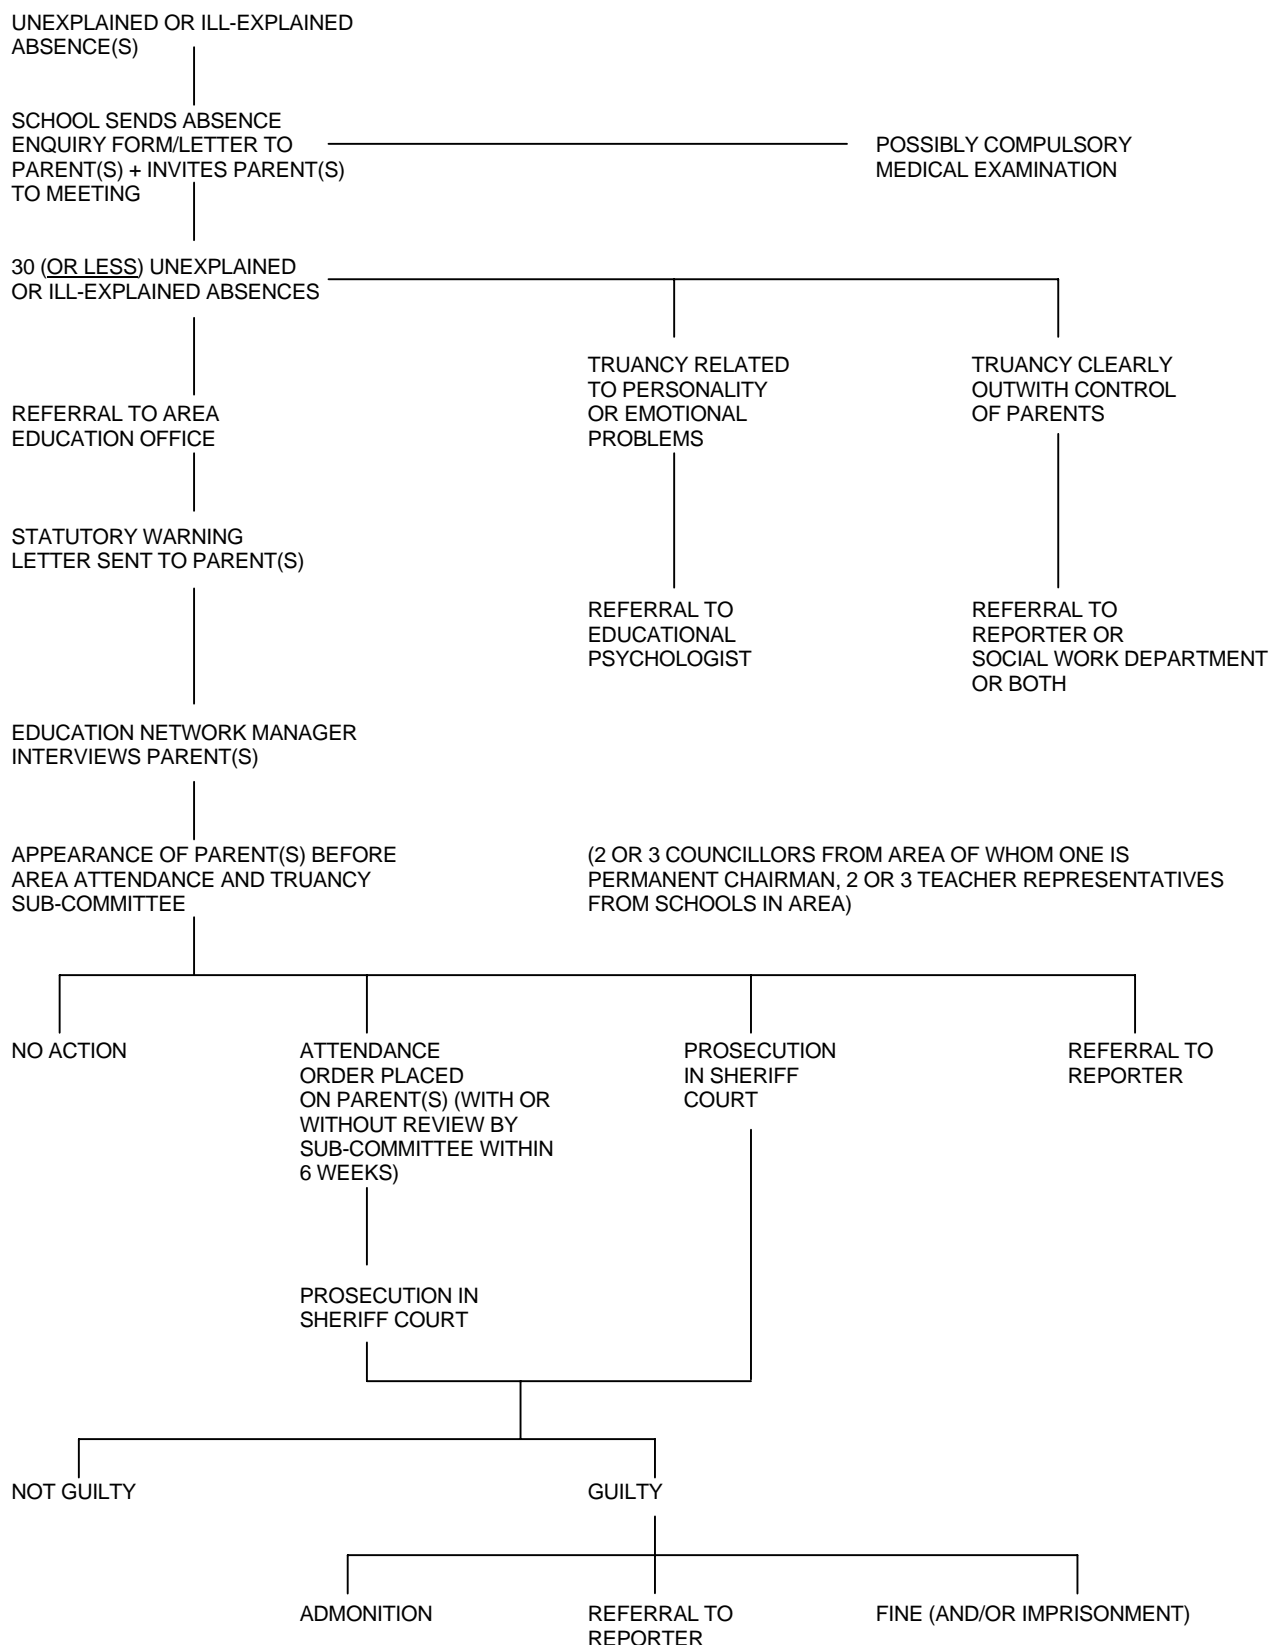 UNEXPLAINED OR ILL-EXPLAINED
ABSENCE(S)
SCHOOL SENDS ABSENCE
ENQUIRY FORM/LETTER TO
PARENT(S) + INVITES PARENT(S)
TO MEETING
POSSIBLY COMPULSORY
MEDICAL EXAMINATION
30 (OR LESS) UNEXPLAINED
OR ILL-EXPLAINED ABSENCES
TRUANCY RELATED
TO PERSONALITY
OR EMOTIONAL
PROBLEMS
TRUANCY CLEARLY
OUTWITH CONTROL
OF PARENTS
REFERRAL TO AREA
EDUCATION OFFICE
STATUTORY WARNING
LETTER SENT TO PARENT(S)
REFERRAL TO
EDUCATIONAL
PSYCHOLOGIST
REFERRAL TO
REPORTER OR
SOCIAL WORK DEPARTMENT
OR BOTH
EDUCATION NETWORK MANAGER
INTERVIEWS PARENT(S)
APPEARANCE OF PARENT(S) BEFORE
AREA ATTENDANCE AND TRUANCY
SUB-COMMITTEE
(2 OR 3 COUNCILLORS FROM AREA OF WHOM ONE IS
PERMANENT CHAIRMAN, 2 OR 3 TEACHER REPRESENTATIVES
FROM SCHOOLS IN AREA)
NO ACTION
ATTENDANCE
ORDER PLACED
ON PARENT(S) (WITH OR
WITHOUT REVIEW BY
SUB-COMMITTEE WITHIN
6 WEEKS)
PROSECUTION
IN SHERIFF
COURT
REFERRAL TO
REPORTER
PROSECUTION IN
SHERIFF COURT
NOT GUILTY
GUILTY
ADMONITION
REFERRAL TO
REPORTER
FINE (AND/OR IMPRISONMENT)